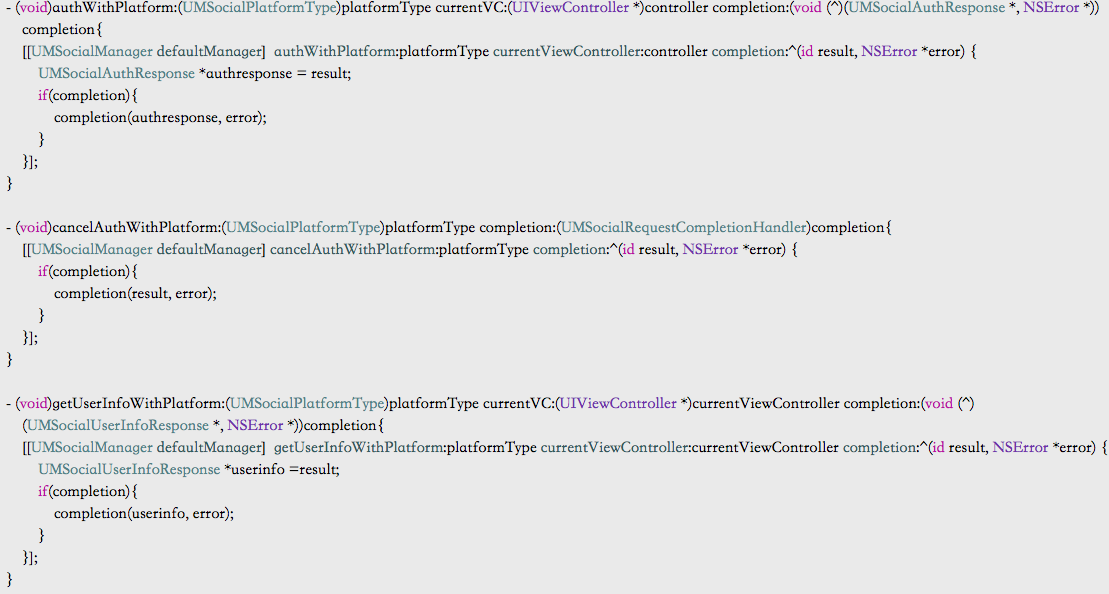 - (void)authWithPlatform:(UMSocialPlatformType)platformType currentVC:(UIViewController *)controller completion:(void (^)(UMSocialAuthResponse *, NSError *))
completion{
[[UMSocialManager defaultManager]  authWithPlatform:platformType currentViewController:controller completion:^(id result, NSError *error) {
UMSocialAuthResponse *authresponse = result;
if(completion){
completion(authresponse, error);
}
}];
}
- (void)cancelAuthWithPlatform:(UMSocialPlatformType)platformType completion:(UMSocialRequestCompletionHandler)completion{
[[UMSocialManager defaultManager] cancelAuthWithPlatform:platformType completion:^(id result, NSError *error) {
if(completion){
completion(result, error);
}
}];
}
- (void)getUserInfoWithPlatform:(UMSocialPlatformType)platformType currentVC:(UIViewController *)currentViewController completion:(void (^)
(UMSocialUserInfoResponse *, NSError *))completion{
[[UMSocialManager defaultManager]  getUserInfoWithPlatform:platformType currentViewController:currentViewController completion:^(id result, NSError *error) {
UMSocialUserInfoResponse *userinfo =result;
if(completion){
completion(userinfo, error);
}
}];
}